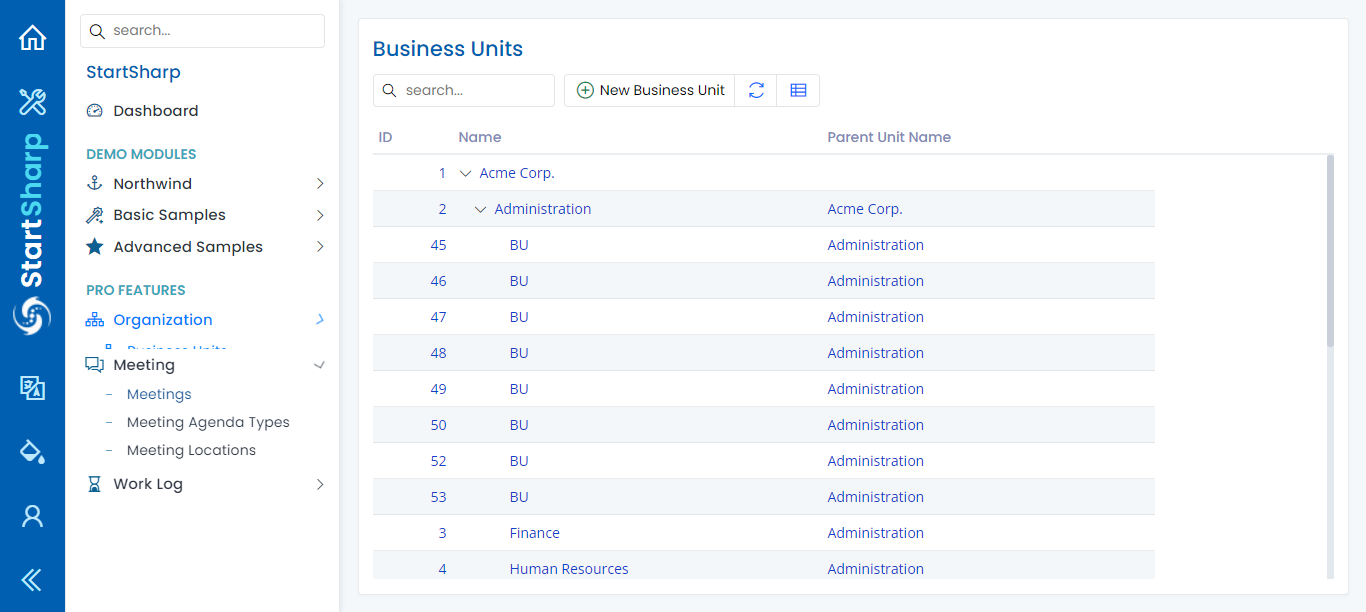 StartSharp
search...
StartSharp
Dashboard
DEMO MODULES
Northwind
Basic Samples
Advanced Samples
PRO FEATURES
Organization
Business Units
Meeting
Meetings
Meeting Agenda Types
Meeting Locations
Work Log
Business Units
search...
New Business Unit
ID Name Parent Unit Name
1 Acme Corp.
2 Administration Acme Corp.
45 BU Administration
46 BU Administration
47 BU Administration
48 BU Administration
49 BU Administration
50 BU Administration
52 BU Administration
53 BU Administration
3 Finance Administration
4 Human Resources Administration